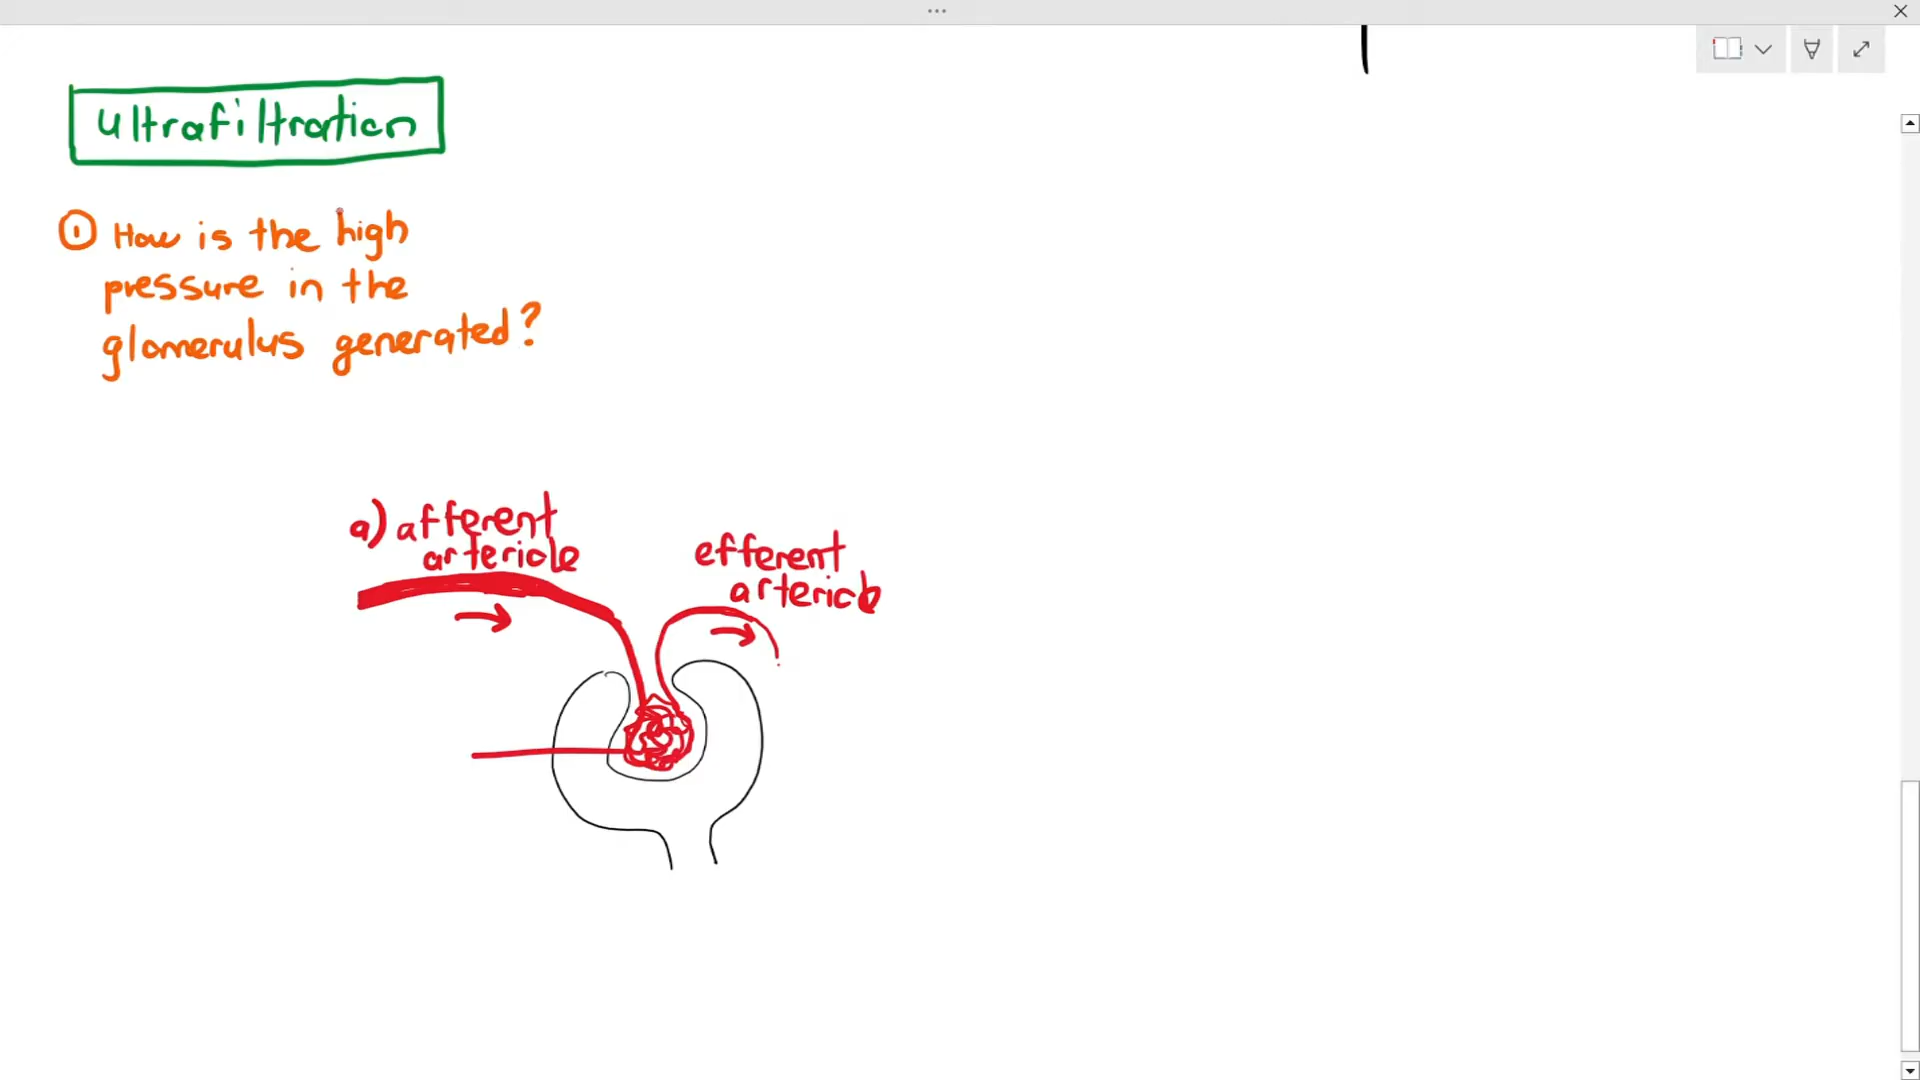 Ultrafiltration
① How is the high
pressure in the
glomerulus generated?
a) afferent
arteriole
efferent
arteriole